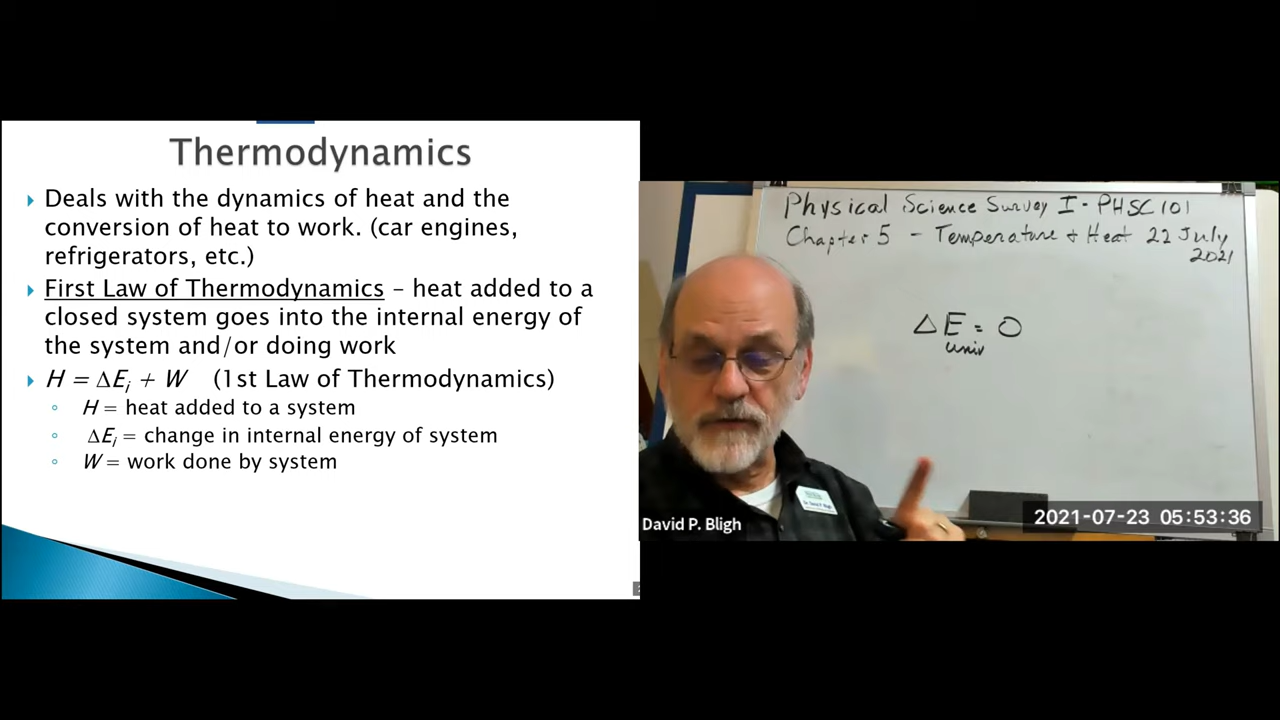 Thermodynamics
Deals with the dynamics of heat and the
conversion of heat to work. (car engines,
refrigerators, etc.)
First Law of Thermodynamics – heat added to a
closed system goes into the internal energy of
the system and/or doing work
H = ΔEi + W (1st Law of Thermodynamics)
H = heat added to a system
ΔEi = change in internal energy of system
W = work done by system
Physical Science Survey I - PHSC 101
Chapter 5 - Temperature + Heat 22 July
2021
Δ E = 0
univ
David P. Bligh
2021-07-23 05:53:36